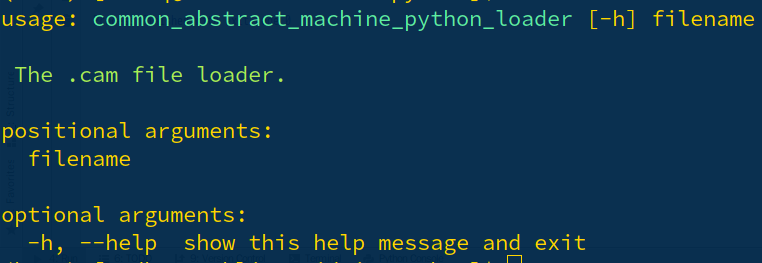 usage: common_abstract_machine_python_loader [-h] filename
The .cam file loader.
positional arguments:
filename
optional arguments:
-h, --help show this help message and exit